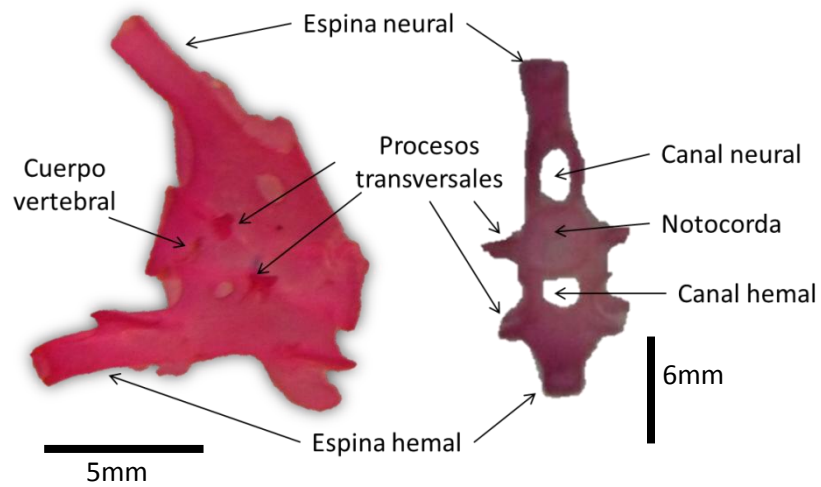 Espina neural
Cuerpo
vertebral
Procesos
transversales
Canal neural
Notocorda
Canal hemal
Espina hemal
5mm
6mm